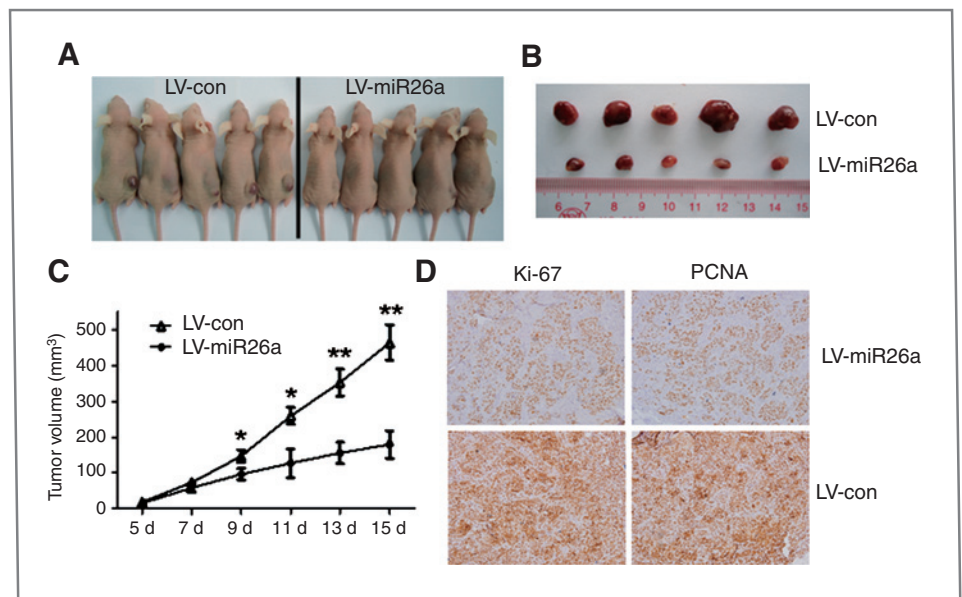 A
LV-con
LV-miR26a
B
LV-con
LV-miR26a
6 7 8 9 10 11 12 13 14 15
C
Tumor volume (mm³)
500
400
300
200
100
0
LV-con
LV-miR26a
*
*
**
**
5 d 7 d 9 d 11 d 13 d 15 d
D
Ki-67 PCNA
LV-miR26a
LV-con